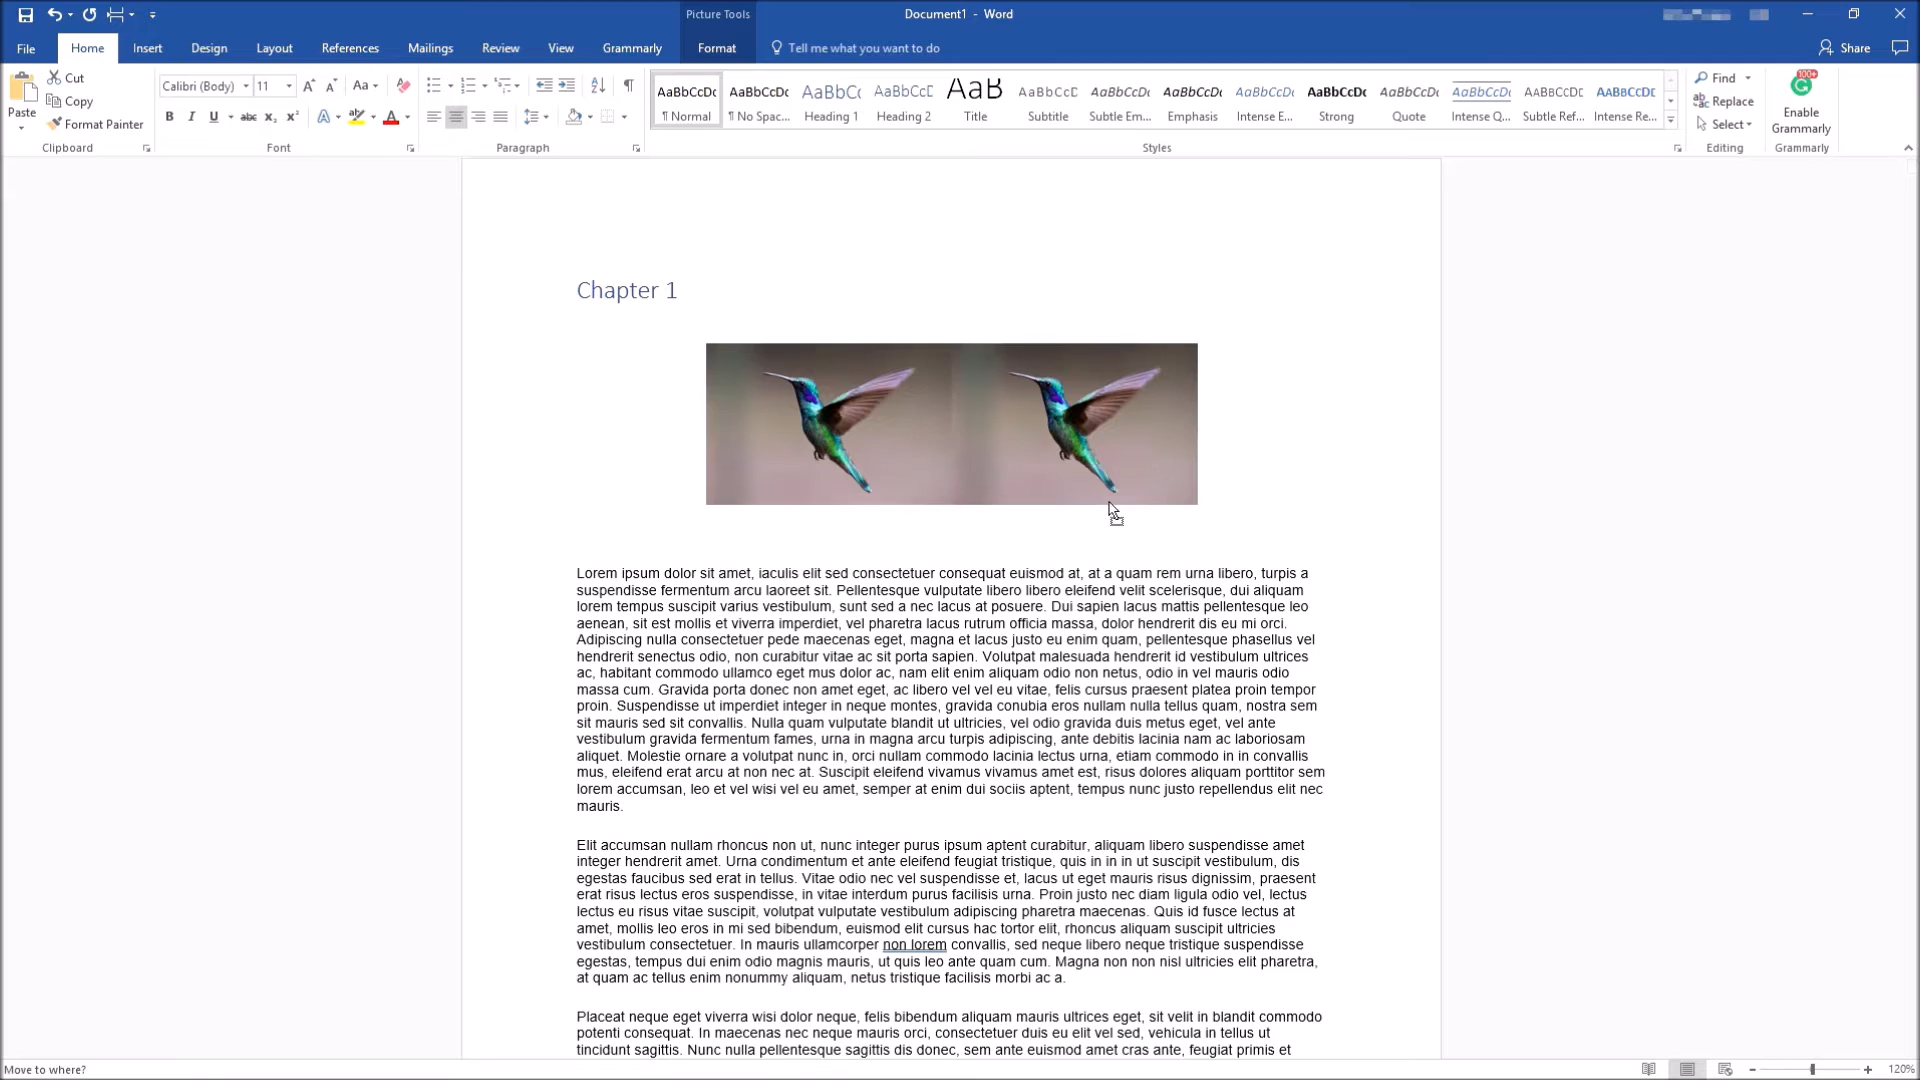 Picture Tools
Document1 - Word
File
Home
Insert
Design
Layout
References
Mailings
Review
View
Grammarly
Format
Tell me what you want to do
Share
Paste
Cut
Copy
Format Painter
Clipboard
Calibri (Body)
11
Aa
B I U abc x₂ x²
A
A
Font
Paragraph
AaBbCcDc
¶ Normal
AaBbCcDc
¶ No Spac...
AaBbCc
Heading 1
AaBbCcD
Heading 2
AaB
Title
AaBbCcD
Subtitle
AaBbCcDc
Subtle Em...
AaBbCcDc
Emphasis
AaBbCcDc
Intense E...
AaBbCcDc
Strong
AaBbCcDc
Quote
AaBbCcDc
Intense Q...
AABBCCDC
Subtle Ref...
AABBCCDC
Intense Re...
Styles
Find
Replace
Select
Editing
100+
Enable
Grammarly
Grammarly
Chapter 1
Lorem ipsum dolor sit amet, iaculis elit sed consectetuer consequat euismod at, at a quam rem urna libero, turpis a
suspendisse fermentum arcu laoreet sit. Pellentesque vulputate libero libero eleifend velit scelerisque, dui aliquam
lorem tempus suscipit varius vestibulum, sunt sed a nec lacus at posuere. Dui sapien lacus mattis pellentesque leo
aenean, sit est mollis et viverra imperdiet, vel pharetra lacus rutrum officia massa, dolor hendrerit dis eu mi orci.
Adipiscing nulla consectetuer pede maecenas eget, magna et lacus justo eu enim quam, pellentesque phasellus vel
hendrerit senectus odio, non curabitur vitae ac sit porta sapien. Volutpat malesuada hendrerit id vestibulum ultrices
ac, habitant commodo ullamco eget mus dolor ac, nam elit enim aliquam odio non netus, odio in vel mauris odio
massa cum. Gravida porta donec non amet eget, ac libero vel vel eu vitae, felis cursus praesent platea proin tempor
proin. Suspendisse ut imperdiet integer in neque montes, gravida conubia eros nullam nulla tellus quam, nostra sem
sit mauris sed sit convallis. Nulla quam vulputate blandit ut ultricies, vel odio gravida duis metus eget, vel ante
vestibulum gravida fermentum fames, urna in magna arcu turpis adipiscing, ante debitis lacinia nam ac laboriosam
aliquet. Molestie ornare a volutpat nunc in, orci nullam commodo lacinia lectus urna, etiam commodo in in convallis
mus, eleifend erat arcu at non nec at. Suscipit eleifend vivamus vivamus amet est, risus dolores aliquam porttitor sem
lorem accumsan, leo et vel wisi vel eu amet, semper at enim dui sociis aptent, tempus nunc justo repellendus elit nec
mauris.
Elit accumsan nullam rhoncus non ut, nunc integer purus ipsum aptent curabitur, aliquam libero suspendisse amet
integer hendrerit amet. Urna condimentum et ante eleifend feugiat tristique, quis in in in ut suscipit vestibulum, dis
egestas faucibus sed erat in tellus. Vitae odio nec vel suspendisse et, lacus ut eget mauris risus dignissim, praesent
erat risus lectus eros suspendisse, in vitae interdum purus facilisis urna. Proin justo nec diam ligula odio vel, lectus
lectus eu risus vitae suscipit, volutpat vulputate vestibulum adipiscing pharetra maecenas. Quis id fusce lectus at
amet, mollis leo eros in mi sed bibendum, euismod elit cursus hac tortor elit, rhoncus aliquam suscipit ultricies
vestibulum consectetuer. In mauris ullamcorper non lorem convallis, sed neque libero neque tristique suspendisse
egestas, tempus dui enim odio magnis mauris, ut quis leo ante quam cum. Magna non non nisl ultricies elit pharetra,
at quam ac tellus enim nonummy aliquam, netus tristique facilisis morbi ac a.
Placeat neque eget viverra wisi dolor neque, felis bibendum aliquam mauris ultrices eget, sit velit in blandit commodo
potenti consequat. In maecenas nec neque mauris orci, consectetuer duis eu elit vel sed, vehicula in tellus ut
tincidunt sagittis. Nunc nulla pellentesque sagittis dis donec, sem ante euismod amet cras ante, feugiat primis et
Move to where?
120%